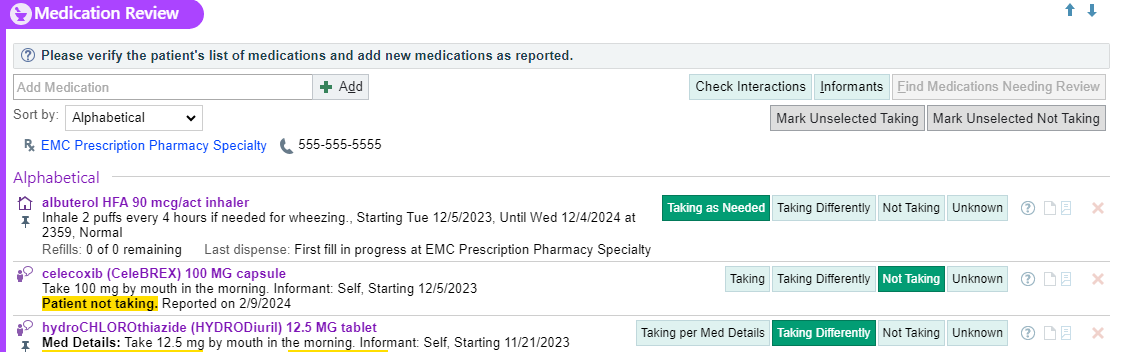 Medication Review
Please verify the patient's list of medications and add new medications as reported.
Add Medication Add Check Interactions Informants Find Medications Needing Review
Sort by: Alphabetical Mark Unselected Taking Mark Unselected Not Taking
EMC Prescription Pharmacy Specialty 555-555-5555
Alphabetical
albuterol HFA 90 mcg/act inhaler Taking as Needed Taking Differently Not Taking Unknown
Inhale 2 puffs every 4 hours if needed for wheezing., Starting Tue 12/5/2023, Until Wed 12/4/2024 at
2359, Normal
Refills: 0 of 0 remaining Last dispense: First fill in progress at EMC Prescription Pharmacy Specialty
celecoxib (CeleBREX) 100 MG capsule Taking Taking Differently Not Taking Unknown
Take 100 mg by mouth in the morning. Informant: Self, Starting 12/5/2023
Patient not taking. Reported on 2/9/2024
hydroCHLOROthiazide (HYDRODiuril) 12.5 MG tablet Taking per Med Details Taking Differently Not Taking Unknown
Med Details: Take 12.5 mg by mouth in the morning. Informant: Self, Starting 11/21/2023